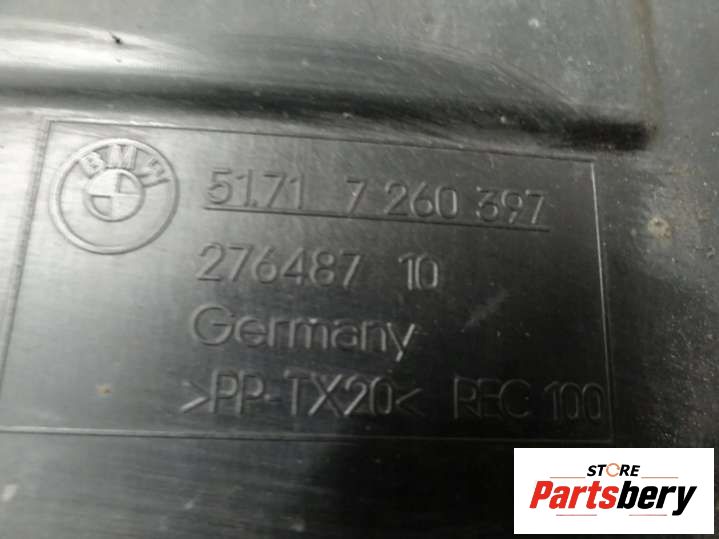 BMW
51.71 7 260 397
276487 10
Germany
>PP-TX20< REC 100
STORE
Partsbery